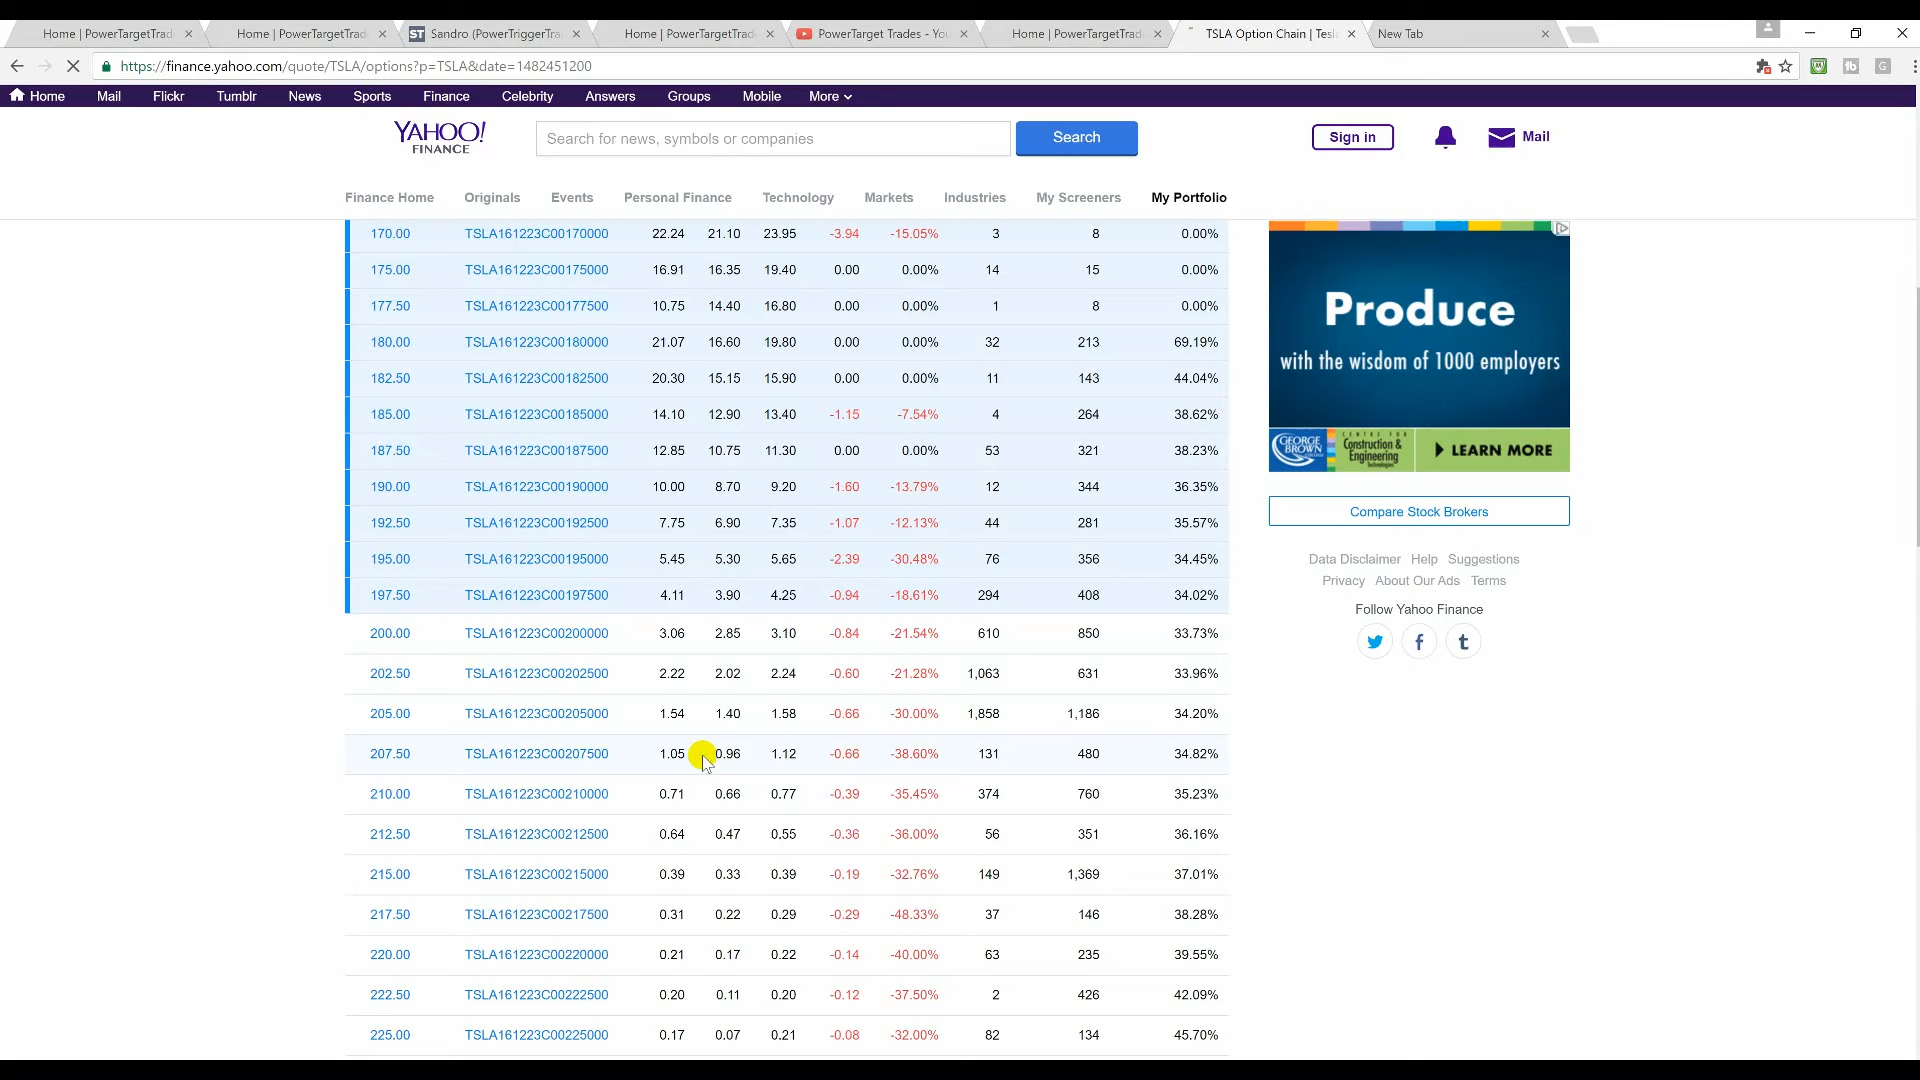 Home | PowerTargetTrad
Home | PowerTargetTrad
ST Sandro (PowerTriggerTra
Home | PowerTargetTrad
PowerTarget Trades - You
Home | PowerTargetTrad
TSLA Option Chain | Tesla
New Tab
https://finance.yahoo.com/quote/TSLA/options?p=TSLA&date=1482451200
Home Mail Flickr Tumblr News Sports Finance Celebrity Answers Groups Mobile More
YAHOO!
FINANCE
Search for news, symbols or companies
Search
Sign in
Mail
Finance Home Originals Events Personal Finance Technology Markets Industries My Screeners My Portfolio
170.00 TSLA161223C00170000 22.24 21.10 23.95 -3.94 -15.05% 3 8 0.00%
175.00 TSLA161223C00175000 16.91 16.35 19.40 0.00 0.00% 14 15 0.00%
177.50 TSLA161223C00177500 10.75 14.40 16.80 0.00 0.00% 1 8 0.00%
180.00 TSLA161223C00180000 21.07 16.60 19.80 0.00 0.00% 32 213 69.19%
182.50 TSLA161223C00182500 20.30 15.15 15.90 0.00 0.00% 11 143 44.04%
185.00 TSLA161223C00185000 14.10 12.90 13.40 -1.15 -7.54% 4 264 38.62%
187.50 TSLA161223C00187500 12.85 10.75 11.30 0.00 0.00% 53 321 38.23%
190.00 TSLA161223C00190000 10.00 8.70 9.20 -1.60 -13.79% 12 344 36.35%
192.50 TSLA161223C00192500 7.75 6.90 7.35 -1.07 -12.13% 44 281 35.57%
195.00 TSLA161223C00195000 5.45 5.30 5.65 -2.39 -30.48% 76 356 34.45%
197.50 TSLA161223C00197500 4.11 3.90 4.25 -0.94 -18.61% 294 408 34.02%
200.00 TSLA161223C00200000 3.06 2.85 3.10 -0.84 -21.54% 610 850 33.73%
202.50 TSLA161223C00202500 2.22 2.02 2.24 -0.60 -21.28% 1,063 631 33.96%
205.00 TSLA161223C00205000 1.54 1.40 1.58 -0.66 -30.00% 1,858 1,186 34.20%
207.50 TSLA161223C00207500 1.05 0.96 1.12 -0.66 -38.60% 131 480 34.82%
210.00 TSLA161223C00210000 0.71 0.66 0.77 -0.39 -35.45% 374 760 35.23%
212.50 TSLA161223C00212500 0.64 0.47 0.55 -0.36 -36.00% 56 351 36.16%
215.00 TSLA161223C00215000 0.39 0.33 0.39 -0.19 -32.76% 149 1,369 37.01%
217.50 TSLA161223C00217500 0.31 0.22 0.29 -0.29 -48.33% 37 146 38.28%
220.00 TSLA161223C00220000 0.21 0.17 0.22 -0.14 -40.00% 63 235 39.55%
222.50 TSLA161223C00222500 0.20 0.11 0.20 -0.12 -37.50% 2 426 42.09%
225.00 TSLA161223C00225000 0.17 0.07 0.21 -0.08 -32.00% 82 134 45.70%
Produce
with the wisdom of 1000 employers
GEORGE
BROWN
COLLEGE
CENTRE FOR
Construction &
Engineering
Technologies
LEARN MORE
Compare Stock Brokers
Data Disclaimer Help Suggestions
Privacy About Our Ads Terms
Follow Yahoo Finance